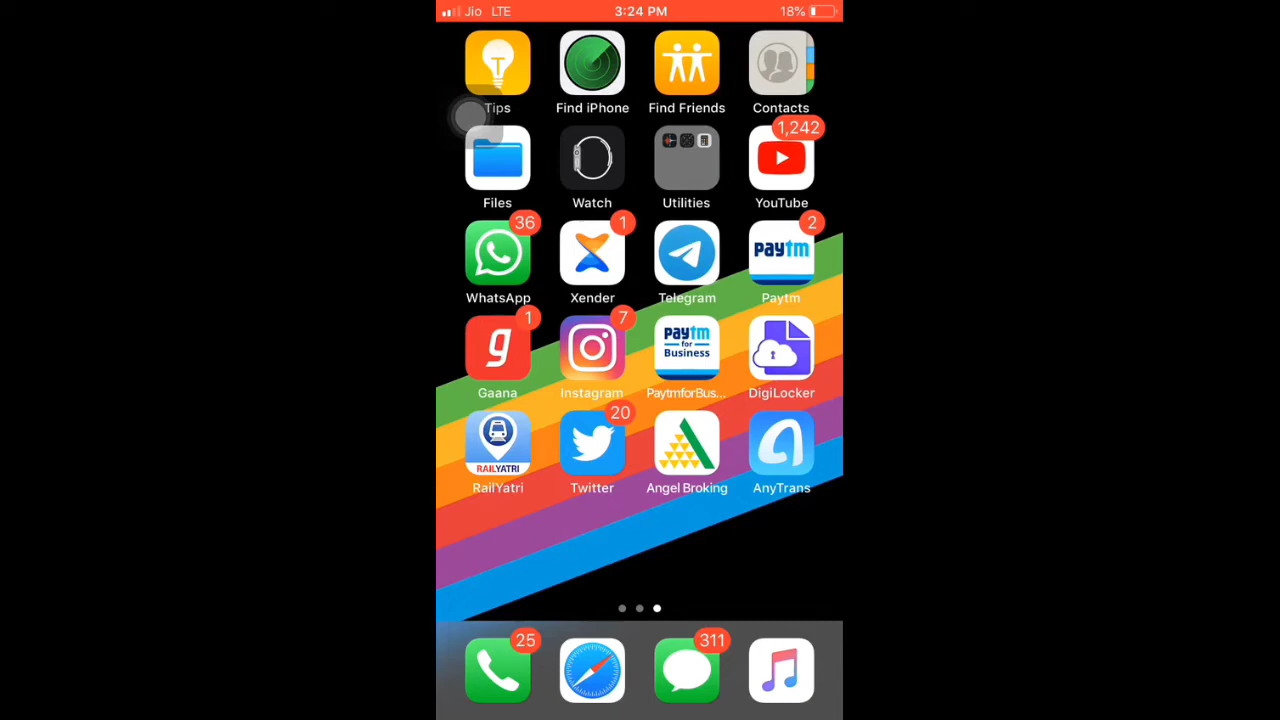 Jio LTE 3:24 PM 18%
Tips Find iPhone Find Friends Contacts
1,242
Files Watch Utilities YouTube
36 1 2
paytm
WhatsApp Xender Telegram Paytm
1 7
g paytm
for
Business
Gaana Instagram PaytmforBus... DigiLocker
20
RAILYATRI
RailYatri Twitter Angel Broking AnyTrans
25 311